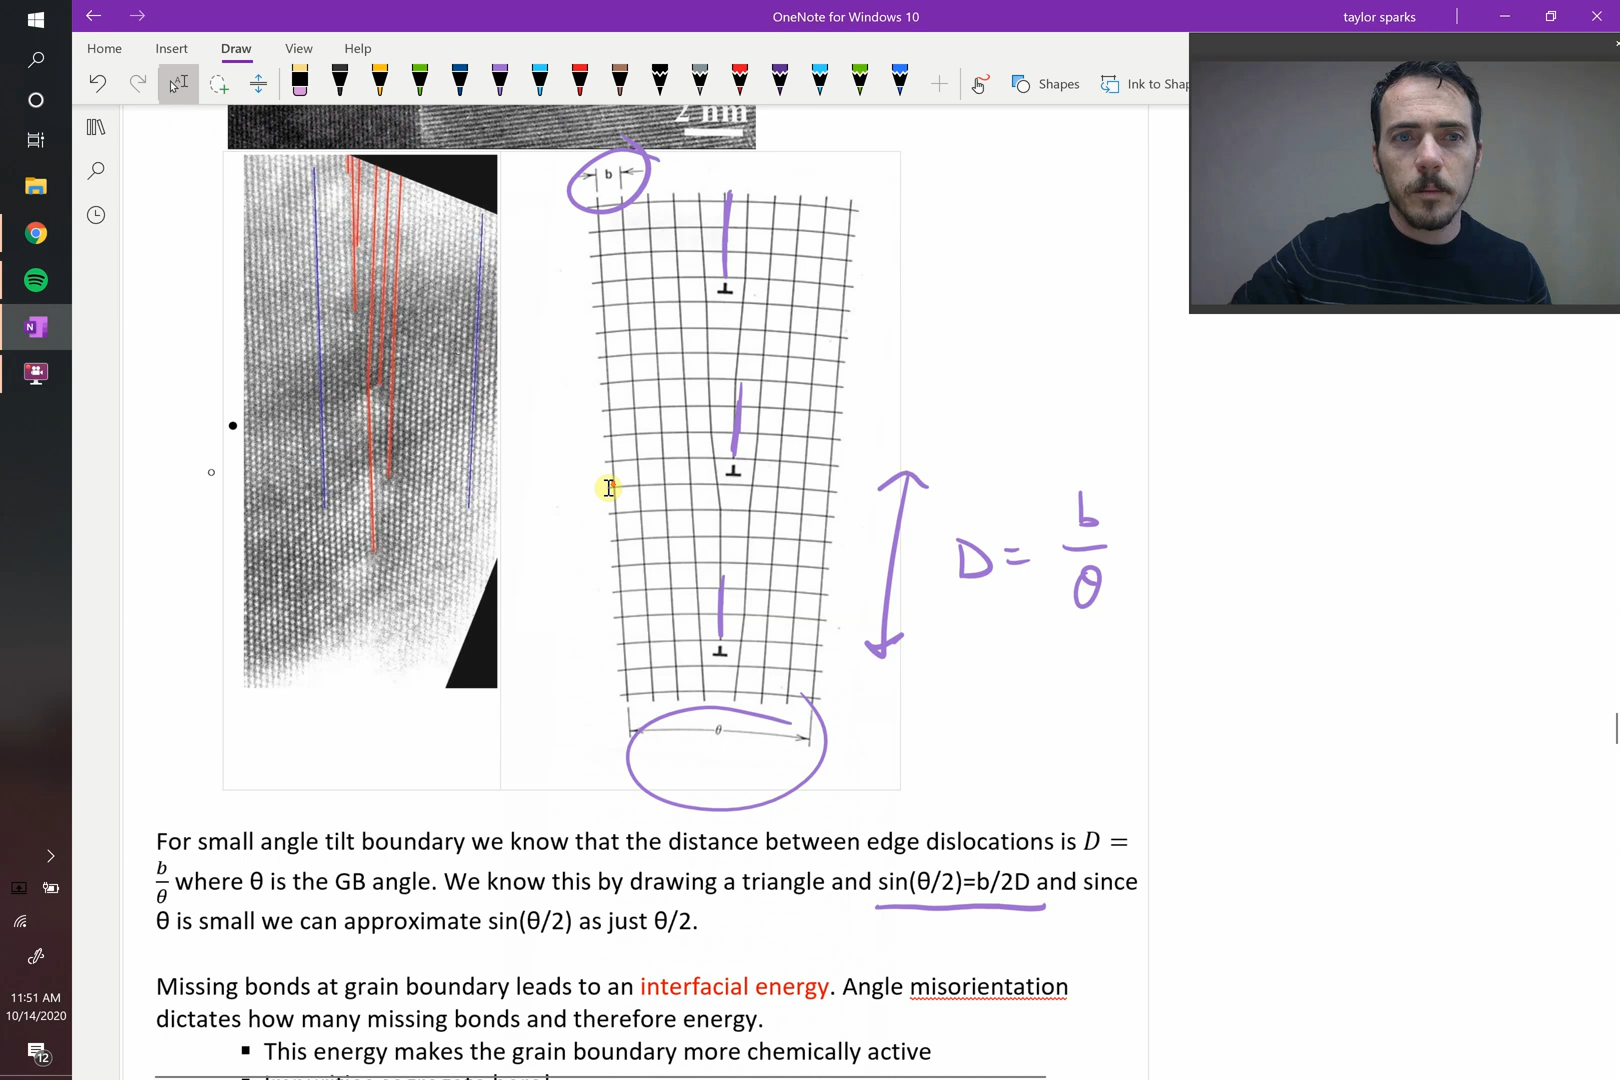 OneNote for Windows 10
taylor sparks
Home Insert Draw View Help
Shapes
Ink to Shap
2 nm
b
D = b/θ
θ
For small angle tilt boundary we know that the distance between edge dislocations is D =
b/θ where θ is the GB angle. We know this by drawing a triangle and sin(θ/2)=b/2D and since
θ is small we can approximate sin(θ/2) as just θ/2.
Missing bonds at grain boundary leads to an interfacial energy. Angle misorientation
dictates how many missing bonds and therefore energy.
▪ This energy makes the grain boundary more chemically active
11:51 AM
10/14/2020
12